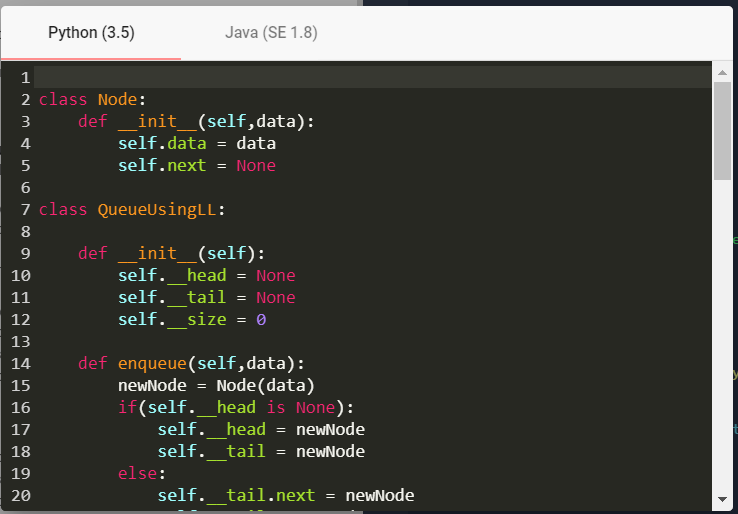 Python (3.5) Java (SE 1.8)
1
2 class Node:
3     def __init__(self,data):
4         self.data = data
5         self.next = None
6
7 class QueueUsingLL:
8
9     def __init__(self):
10         self.__head = None
11         self.__tail = None
12         self.__size = 0
13
14     def enqueue(self,data):
15         newNode = Node(data)
16         if(self.__head is None):
17             self.__head = newNode
18             self.__tail = newNode
19         else:
20             self.__tail.next = newNode